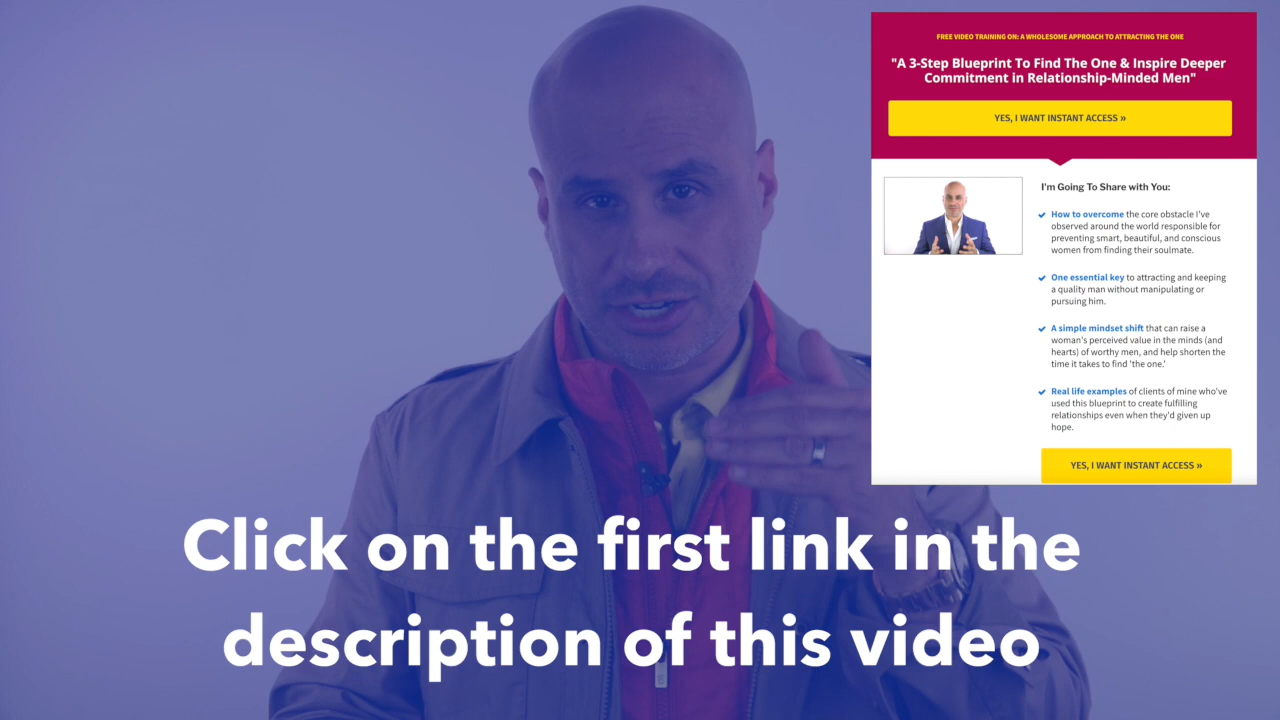 FREE VIDEO TRAINING ON: A WHOLESOME APPROACH TO ATTRACTING THE ONE
"A 3-Step Blueprint To Find The One & Inspire Deeper
Commitment in Relationship-Minded Men"
YES, I WANT INSTANT ACCESS »
I'm Going To Share with You:
How to overcome the core obstacle I've
observed around the world responsible for
preventing smart, beautiful, and conscious
women from finding their soulmate.
One essential key to attracting and keeping
a quality man without manipulating or
pursuing him.
A simple mindset shift that can raise a
woman's perceived value in the minds (and
hearts) of worthy men, and help shorten the
time it takes to find 'the one.'
Real life examples of clients of mine who've
used this blueprint to create fulfilling
relationships even when they'd given up
hope.
YES, I WANT INSTANT ACCESS »
Click on the first link in the
description of this video